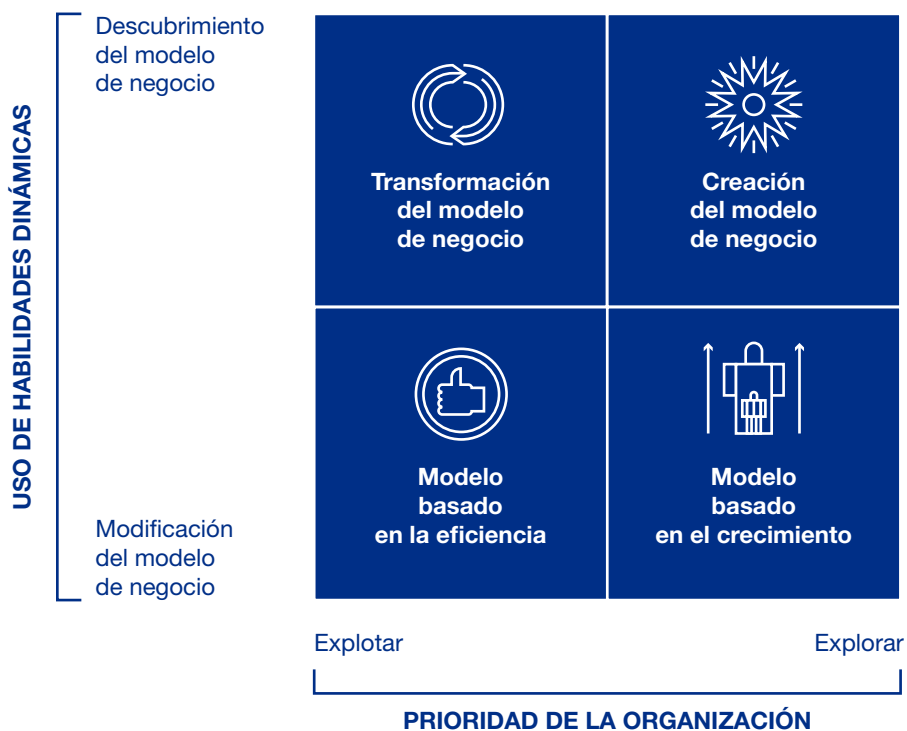 USO DE HABILIDADES DINÁMICAS
Descubrimiento
del modelo
de negocio
Transformación
del modelo
de negocio
Creación
del modelo
de negocio
Modelo
basado
en la eficiencia
Modelo
basado
en el crecimiento
Modificación
del modelo
de negocio
Explotar
Explorar
PRIORIDAD DE LA ORGANIZACIÓN